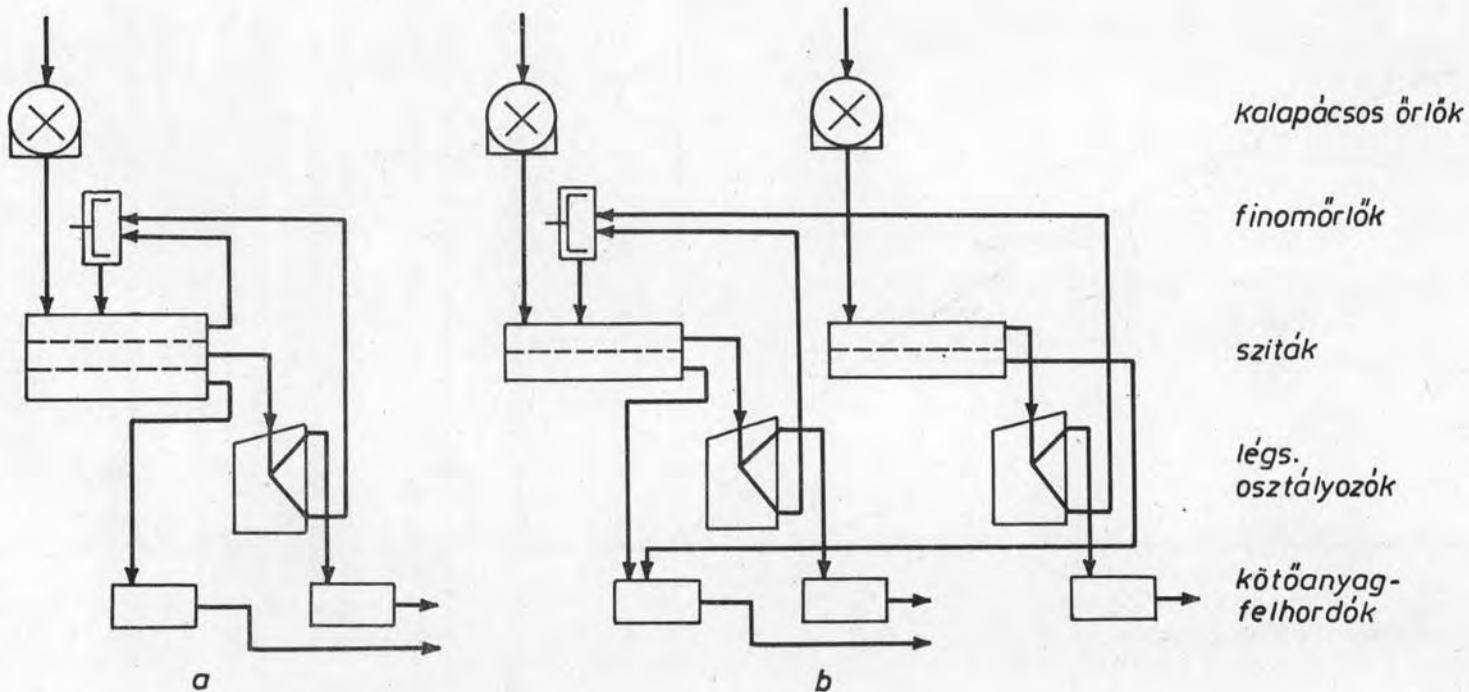 kalapácsos őrlők
finomőrlők
sziták
légs.
osztályozók
kötőanyag-
felhordók
a
b